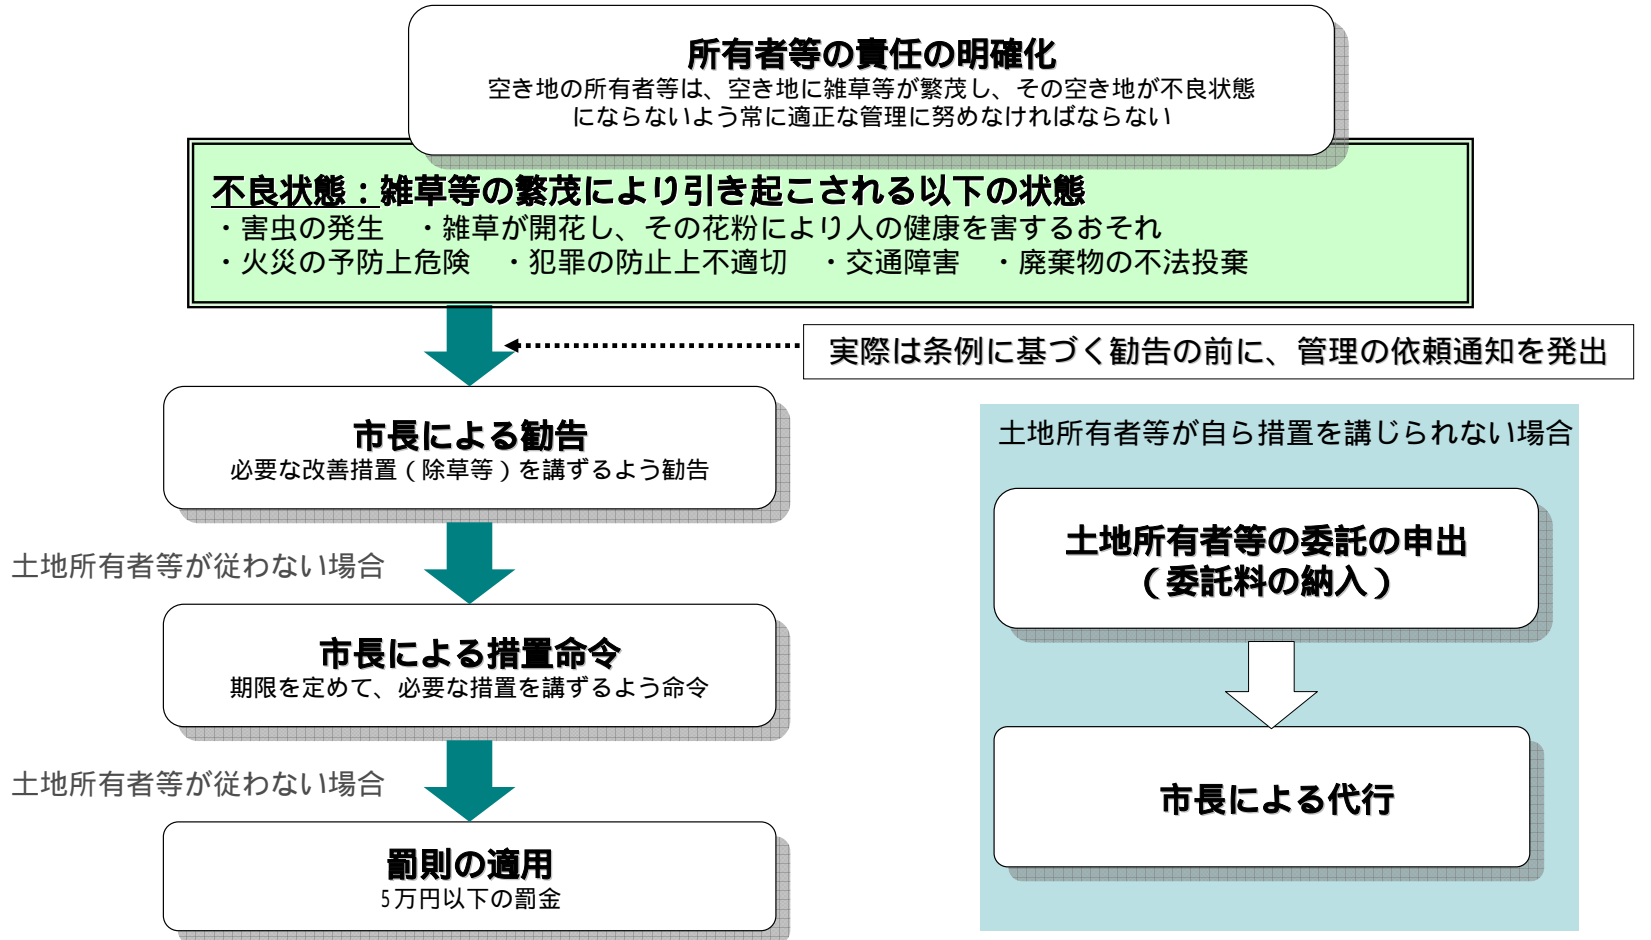 所有者等の責任の明確化
空き地の所有者等は、空き地に雑草等が繁茂し、その空き地が不良状態
にならないよう常に適正な管理に努めなければならない
不良状態：雑草等の繁茂により引き起こされる以下の状態
・害虫の発生　・雑草が開花し、その花粉により人の健康を害するおそれ
・火災の予防上危険　・犯罪の防止上不適切　・交通障害　・廃棄物の不法投棄
実際は条例に基づく勧告の前に、管理の依頼通知を発出
市長による勧告
必要な改善措置（除草等）を講ずるよう勧告
土地所有者等が従わない場合
市長による措置命令
期限を定めて、必要な措置を講ずるよう命令
土地所有者等が従わない場合
罰則の適用
5万円以下の罰金
土地所有者等が自ら措置を講じられない場合
土地所有者等の委託の申出
（委託料の納入）
市長による代行